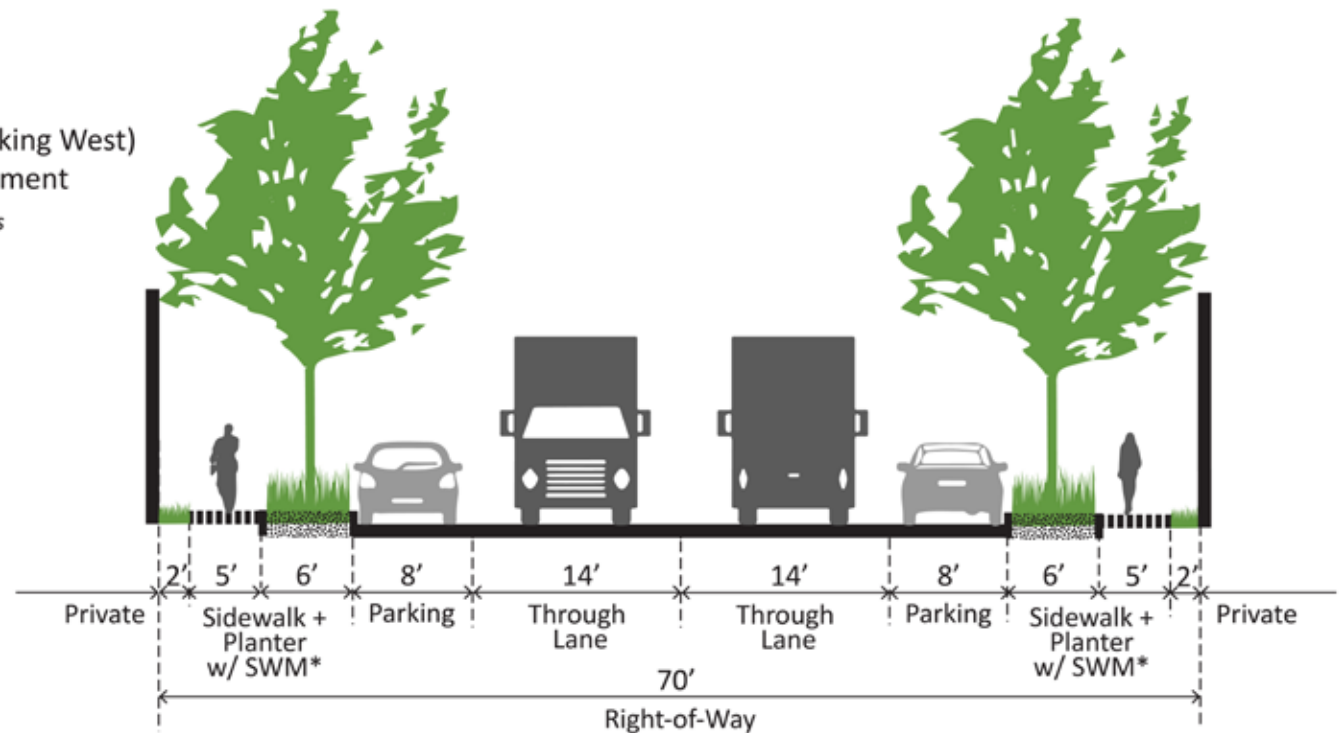 king West)
ment
s
2’ 5’ 6’ 8’ 14’ 14’ 8’ 6’ 5’ 2’
Private
Sidewalk +
Planter
w/ SWM*
Parking
Through
Lane
Through
Lane
Parking
Sidewalk +
Planter
w/ SWM*
Private
70’
Right-of-Way